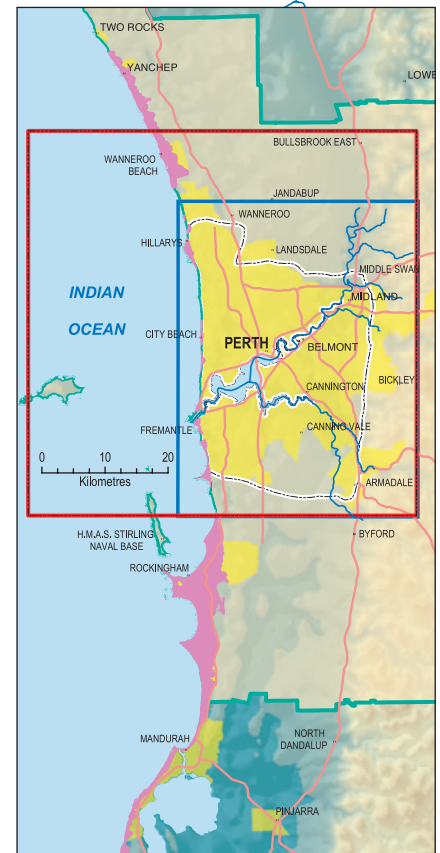 TWO ROCKS
YANCHEP
LOWE
BULLSBROOK EAST
WANNEROO
BEACH
JANDABUP
WANNEROO
HILLARYS
LANDSDALE
MIDDLE SWAN
INDIAN
OCEAN
MIDLAND
CITY BEACH
PERTH
BELMONT
BICKLEY
CANNINGTON
FREMANTLE
CANNING VALE
0 10 20
Kilometres
ARMADALE
H.M.A.S. STIRLING
NAVAL BASE
BYFORD
ROCKINGHAM
MANDURAH
NORTH
DANDALUP
PINJARRA